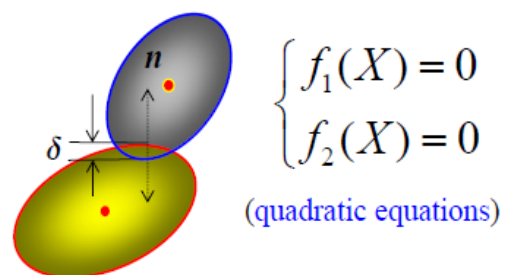 n
δ
f₁(X) = 0
f₂(X) = 0
(quadratic equations)